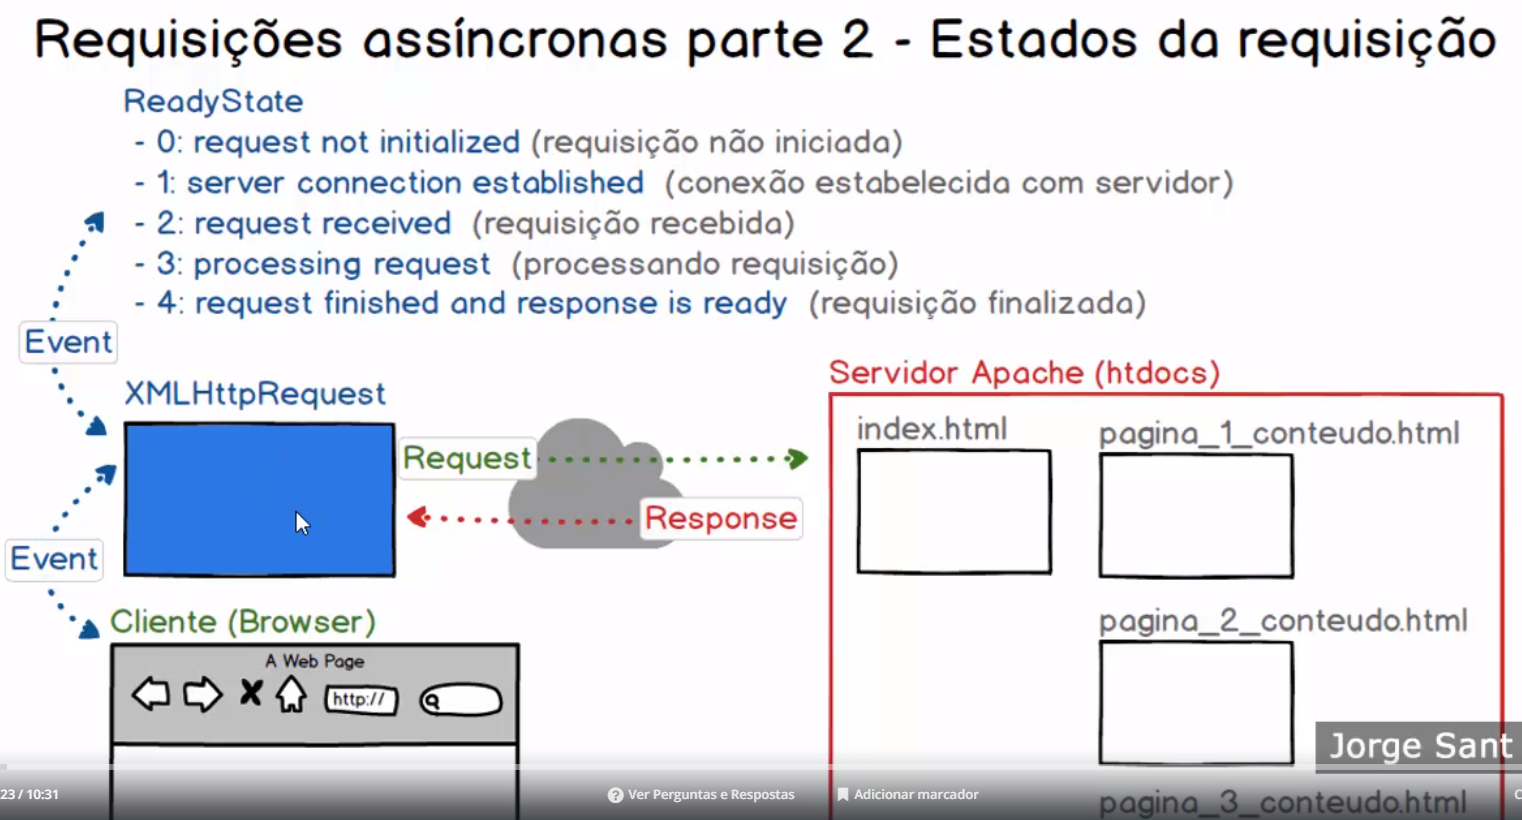 Requisições assíncronas parte 2 - Estados da requisição
ReadyState
- 0: request not initialized (requisição não iniciada)
- 1: server connection established (conexão estabelecida com servidor)
- 2: request received (requisição recebida)
- 3: processing request (processando requisição)
- 4: request finished and response is ready (requisição finalizada)
Event
XMLHttpRequest
Servidor Apache (htdocs)
index.html
pagina_1_conteudo.html
Request
Response
Event
Cliente (Browser)
pagina_2_conteudo.html
A Web Page
http://
Jorge Sant
23 / 10:31
Ver Perguntas e Respostas
Adicionar marcador
pagina_3_conteudo.html